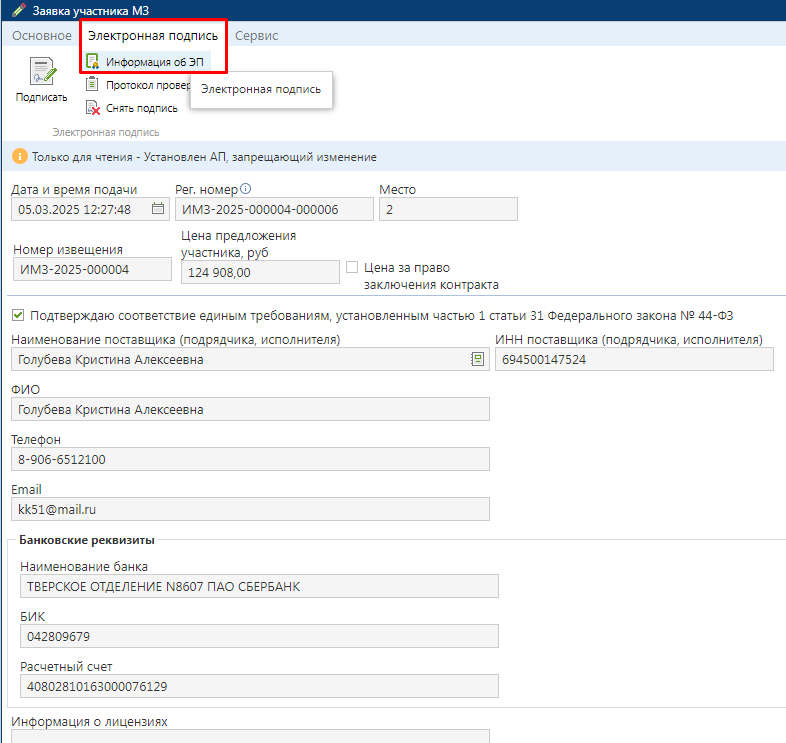 Заявка участника МЗ
Основное Электронная подпись Сервис
Подписать
Информация об ЭП
Протокол провер
Снять подпись
Электронная подпись
Электронная подпись
Только для чтения - Установлен АП, запрещающий изменение
Дата и время подачи Рег. номер Место
05.03.2025 12:27:48 ИМЗ-2025-000004-000006 2
Номер извещения
ИМЗ-2025-000004
Цена предложения
участника, руб
124 908,00
Цена за право
заключения контракта
Подтверждаю соответствие единым требованиям, установленным частью 1 статьи 31 Федерального закона № 44-ФЗ
Наименование поставщика (подрядчика, исполнителя) ИНН поставщика (подрядчика, исполнителя)
Голубева Кристина Алексеевна 694500147524
ФИО
Голубева Кристина Алексеевна
Телефон
8-906-6512100
Email
kk51@mail.ru
Банковские реквизиты
Наименование банка
ТВЕРСКОЕ ОТДЕЛЕНИЕ N8607 ПАО СБЕРБАНК
БИК
042809679
Расчетный счет
40802810163000076129
Информация о лицензиях